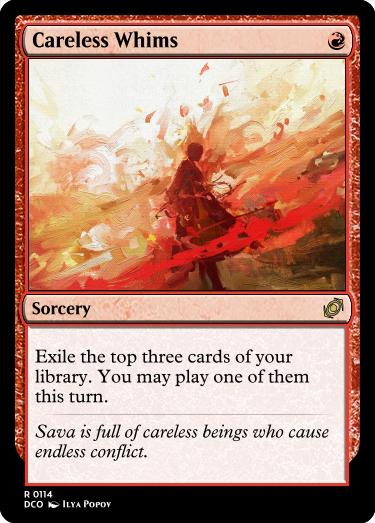 Careless Whims
Sorcery
Exile the top three cards of your
library. You may play one of them
this turn.
Sava is full of careless beings who cause
endless conflict.
R 0114
DCO Ilya Popov